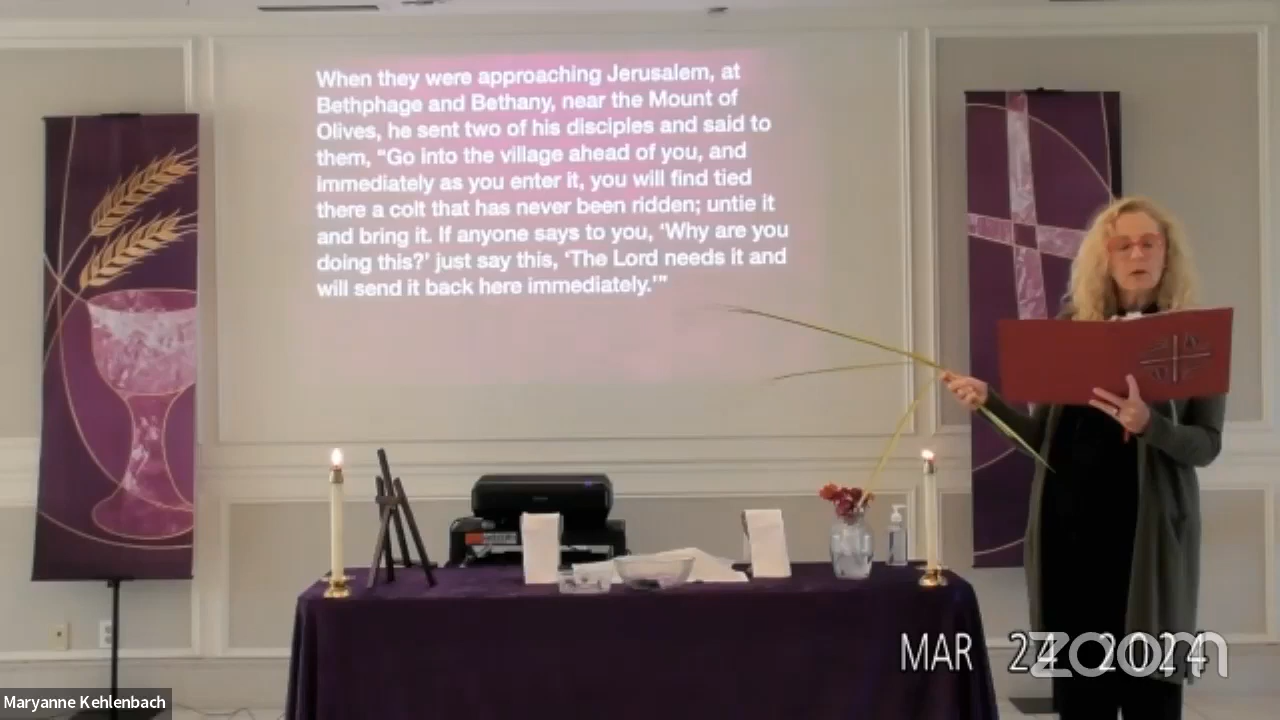 When they were approaching Jerusalem, at
Bethphage and Bethany, near the Mount of
Olives, he sent two of his disciples and said to
them, “Go into the village ahead of you, and
immediately as you enter it, you will find tied
there a colt that has never been ridden; untie it
and bring it. If anyone says to you, ‘Why are you
doing this?’ just say this, ‘The Lord needs it and
will send it back here immediately.’”
MAR 24 2024
zoom
Maryanne Kehlenbach